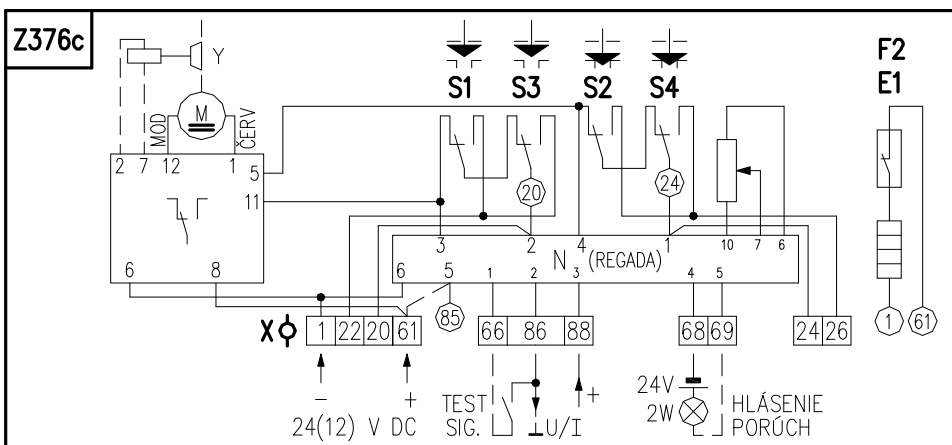 Z376c
Y
M
MOD
ČERV
2 7 12 1
5
11
6 8
S1 S3 S2 S4
F2
E1
20
24
3 2 4 1 10 7 6
N (REGADA)
6 5 1 2 3 4 5
85
X 1 22 20 61
66 86 88
68 69
24 26
1 61
− +
24(12) V DC
TEST
SIG.
U/I
+
24V
2W
HLÁSENIE
PORÚCH